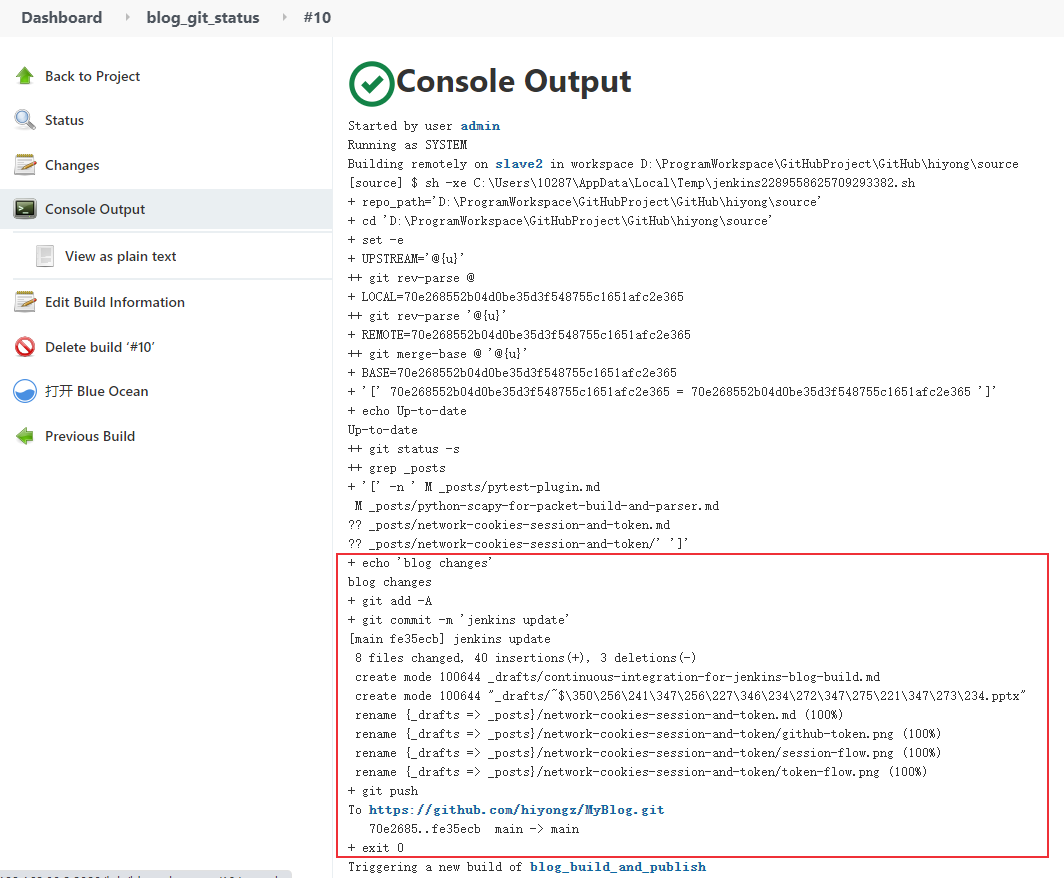 Dashboard blog_git_status #10
Back to Project
Status
Changes
Console Output
View as plain text
Edit Build Information
Delete build ‘#10’
打开 Blue Ocean
Previous Build
Console Output
Started by user admin
Running as SYSTEM
Building remotely on slave2 in workspace D:\ProgramWorkspace\GitHubProject\GitHub\hiyong\source
[source] $ sh -xe C:\Users\10287\AppData\Local\Temp\jenkins2289558625709293382.sh
+ repo_path='D:\ProgramWorkspace\GitHubProject\GitHub\hiyong\source'
+ cd 'D:\ProgramWorkspace\GitHubProject\GitHub\hiyong\source'
+ set -e
+ UPSTREAM='@{u}'
++ git rev-parse @
+ LOCAL=70e268552b04d0be35d3f548755c1651afc2e365
++ git rev-parse '@{u}'
+ REMOTE=70e268552b04d0be35d3f548755c1651afc2e365
++ git merge-base @ '@{u}'
+ BASE=70e268552b04d0be35d3f548755c1651afc2e365
+ '[' 70e268552b04d0be35d3f548755c1651afc2e365 = 70e268552b04d0be35d3f548755c1651afc2e365 ']'
+ echo Up-to-date
Up-to-date
++ git status -s
++ grep _posts
+ '[' -n ' M _posts/pytest-plugin.md
 M _posts/python-scapy-for-packet-build-and-parser.md
?? _posts/network-cookies-session-and-token.md
?? _posts/network-cookies-session-and-token/' ']'
+ echo 'blog changes'
blog changes
+ git add -A
+ git commit -m 'jenkins update'
[main fe35ecb] jenkins update
 8 files changed, 40 insertions(+), 3 deletions(-)
 create mode 100644 _drafts/continuous-integration-for-jenkins-blog-build.md
 create mode 100644 "_drafts/~$\350\256\241\347\256\227\346\234\272\347\275\221\347\273\234.pptx"
 rename {_drafts => _posts}/network-cookies-session-and-token.md (100%)
 rename {_drafts => _posts}/network-cookies-session-and-token/github-token.png (100%)
 rename {_drafts => _posts}/network-cookies-session-and-token/session-flow.png (100%)
 rename {_drafts => _posts}/network-cookies-session-and-token/token-flow.png (100%)
+ git push
To https://github.com/hiyongz/MyBlog.git
   70e2685..fe35ecb  main -> main
+ exit 0
Triggering a new build of blog_build_and_publish